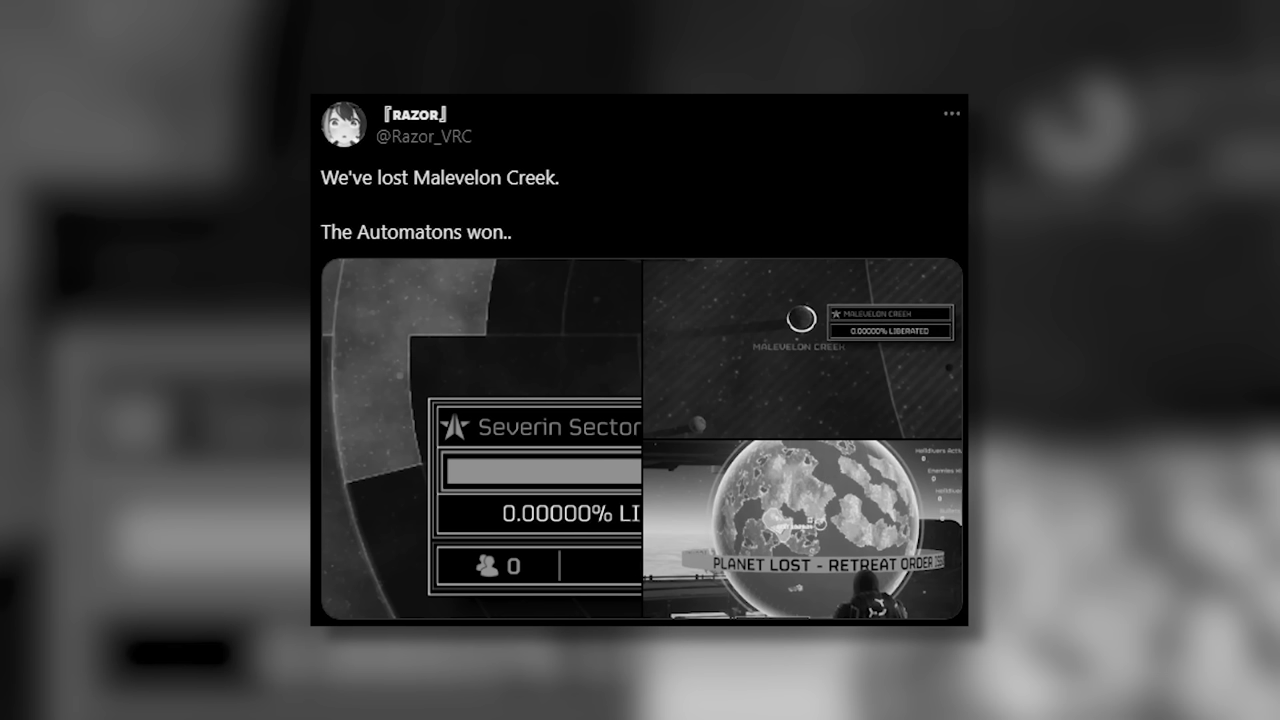 『RAZOR』
@Razor_VRC
We've lost Malevelon Creek.
The Automatons won..
Severin Sector
0.00000% LI
0
MALEVELON CREEK
0.00000% LIBERATED
MALEVELON CREEK
PLANET LOST - RETREAT ORDER